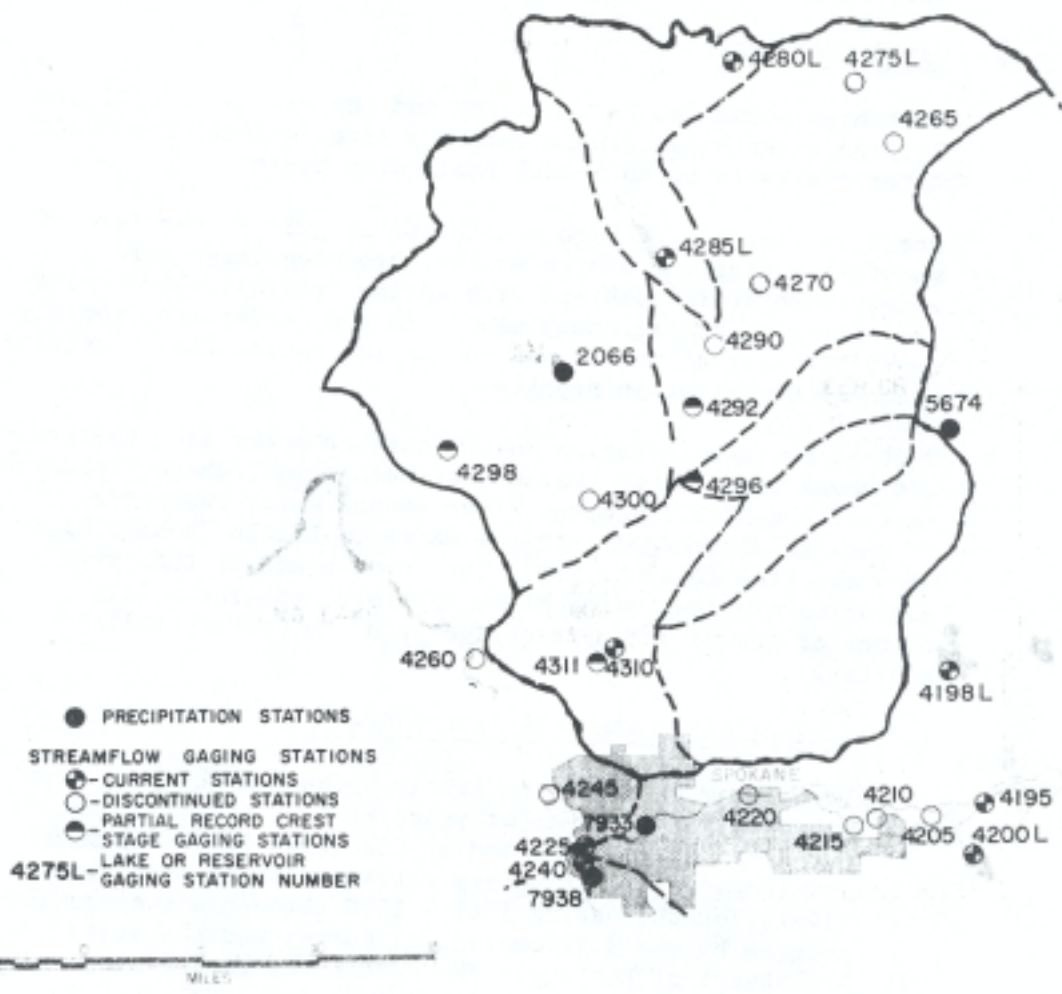 4280L
4275L
4265
4285L
4270
4290
2066
4292
5674
4298
4296
4300
4260
4311
4310
4198L
PRECIPITATION STATIONS
STREAMFLOW GAGING STATIONS
- CURRENT STATIONS
- DISCONTINUED STATIONS
- PARTIAL RECORD CREST
STAGE GAGING STATIONS
4275L- LAKE OR RESERVOIR
GAGING STATION NUMBER
SPOKANE
4245
4220
4210
4195
7933
4215
4205
4200L
4225
4240
7938
MILES